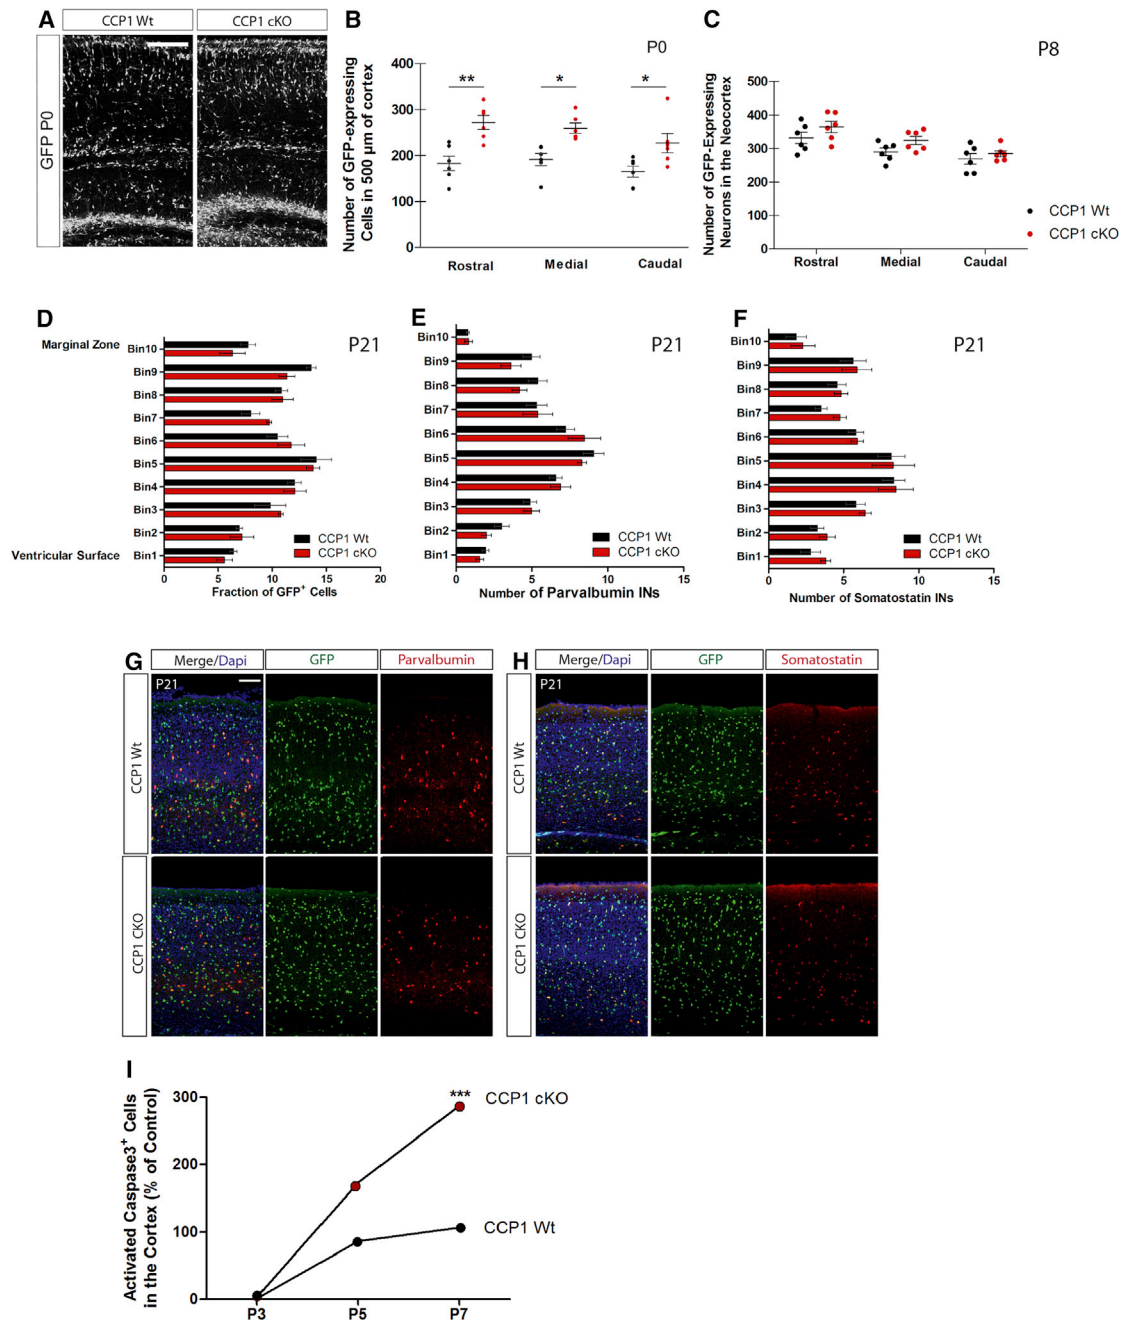 A
CCP1 Wt
CCP1 cKO
GFP P0
B
P0
Number of GFP-expressing
Cells in 500 µm of cortex
400
300
200
100
0
**
*
*
Rostral
Medial
Caudal
C
P8
Number of GFP-Expressing
Neurons in the Neocortex
500
400
300
200
100
0
Rostral
Medial
Caudal
CCP1 Wt
CCP1 cKO
D
P21
Marginal Zone
Ventricular Surface
Bin10
Bin9
Bin8
Bin7
Bin6
Bin5
Bin4
Bin3
Bin2
Bin1
CCP1 Wt
CCP1 cKO
0 5 10 15 20
Fraction of GFP+ Cells
E
P21
Bin10
Bin9
Bin8
Bin7
Bin6
Bin5
Bin4
Bin3
Bin2
Bin1
CCP1 Wt
CCP1 cKO
0 5 10 15
Number of Parvalbumin INs
F
P21
Bin10
Bin9
Bin8
Bin7
Bin6
Bin5
Bin4
Bin3
Bin2
Bin1
CCP1 Wt
CCP1 cKO
0 5 10 15
Number of Somatostatin INs
G
Merge/Dapi
GFP
Parvalbumin
P21
CCP1 Wt
CCP1 CKO
H
Merge/Dapi
GFP
Somatostatin
P21
CCP1 Wt
CCP1 CKO
I
Activated Caspase3+ Cells
in the Cortex (% of Control)
300
200
100
0
***
CCP1 cKO
CCP1 Wt
P3
P5
P7